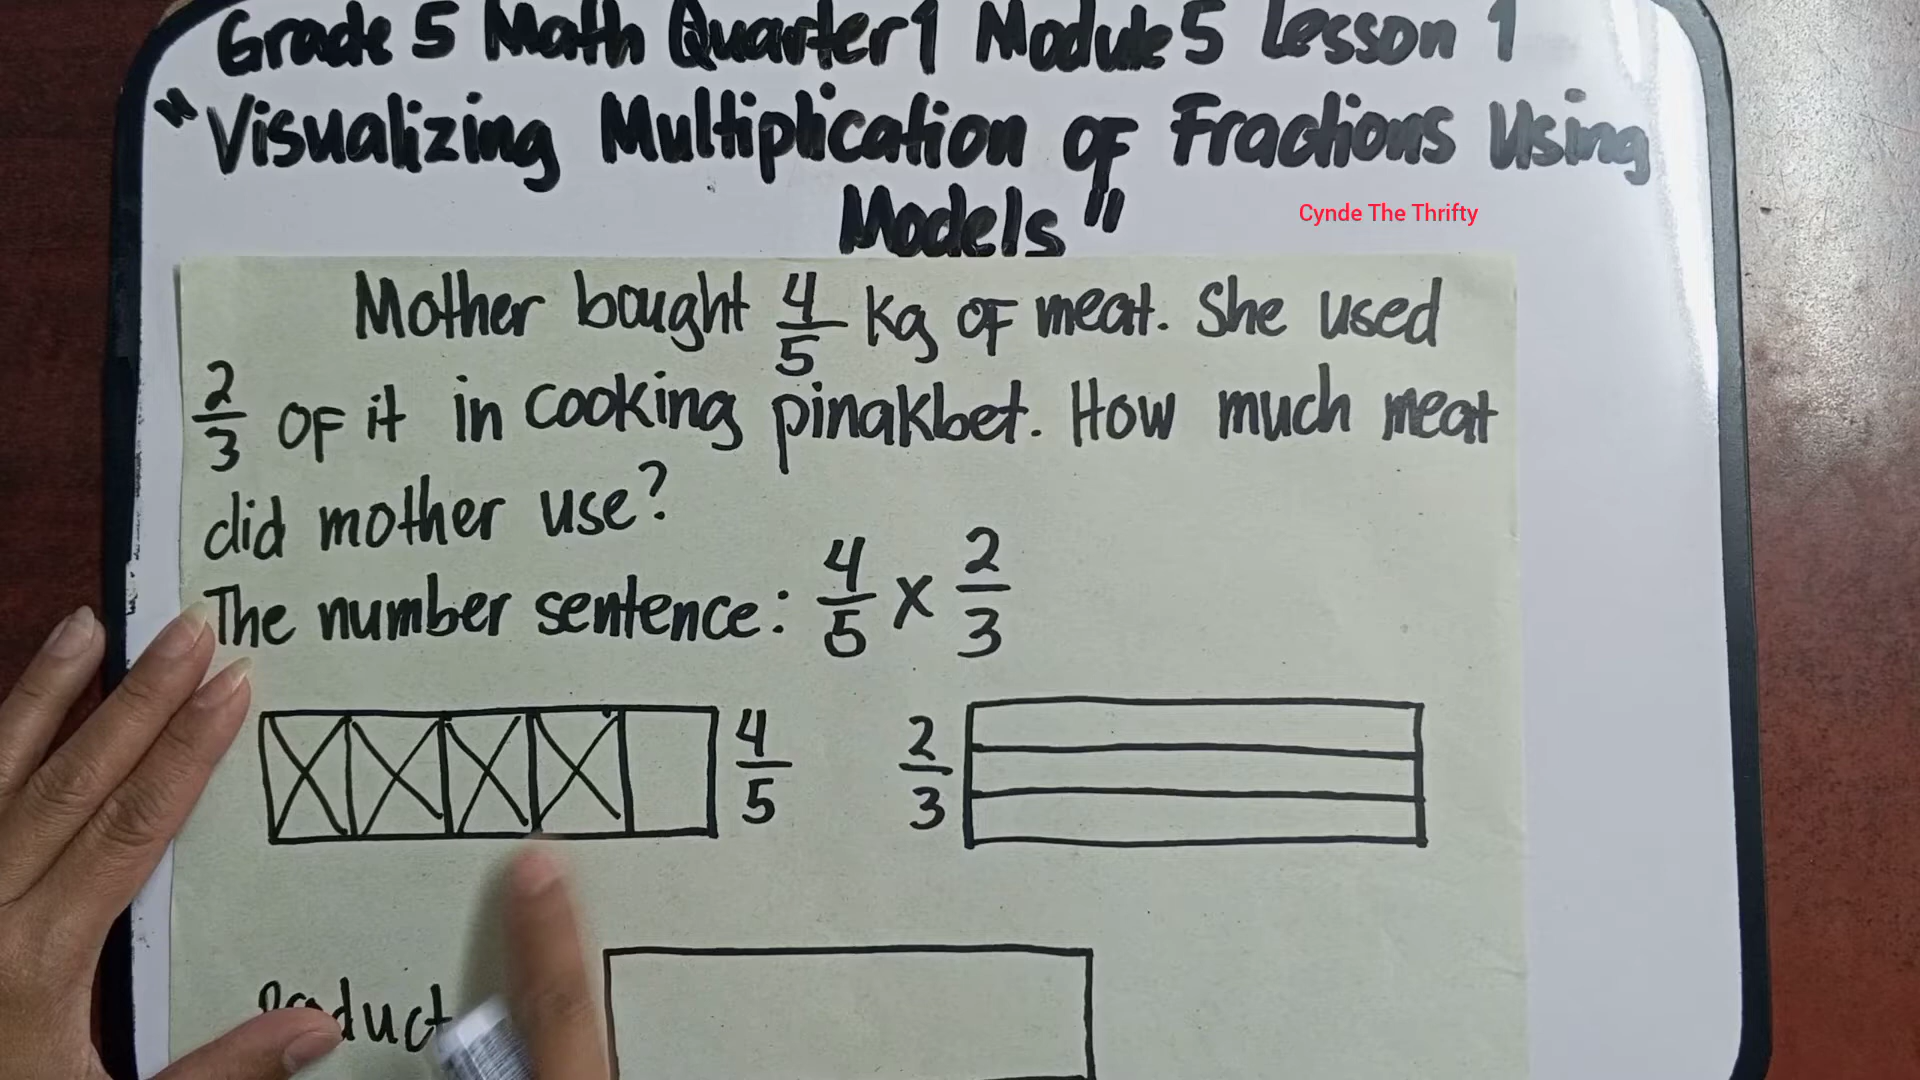 Grade 5 Math Quarter 1 Module 5 Lesson 1
"Visualizing Multiplication of Fractions Using
Models"
Cynde The Thrifty
Mother bought 4/5 kg of meat. She used
2/3 of it in cooking pinakbet. How much meat
did mother use?
The number sentence: 4/5 x 2/3
4/5 2/3